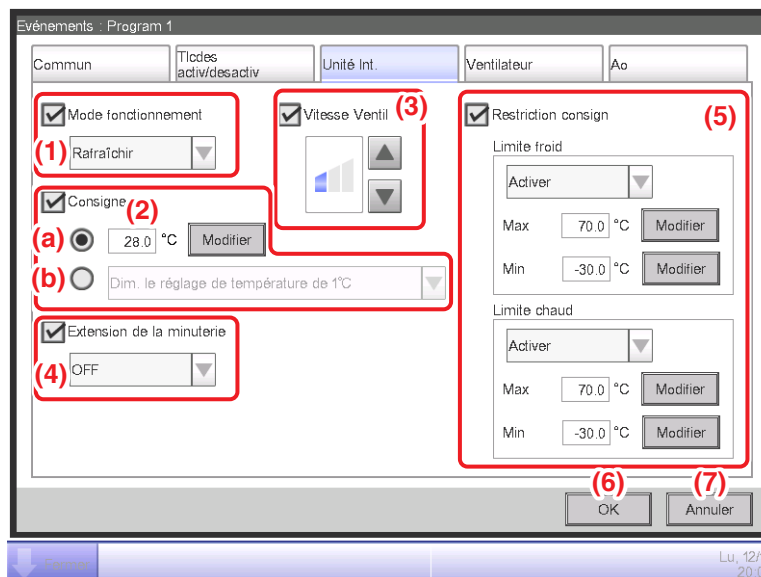 Evénements : Program 1
Commun
Tlcdes activ/desactiv
Unité Int.
Ventilateur
Ao
Mode fonctionnement
(1) Rafraîchir
Vitesse Ventil (3)
Consigne (2)
(a) 28.0 °C Modifier
(b) Dim. le réglage de température de 1°C
Extension de la minuterie
(4) OFF
Restriction consign (5)
Limite froid
Activer
Max 70.0 °C Modifier
Min -30.0 °C Modifier
Limite chaud
Activer
Max 70.0 °C Modifier
Min -30.0 °C Modifier
(6) (7)
OK Annuler
Lu, 12/
20: